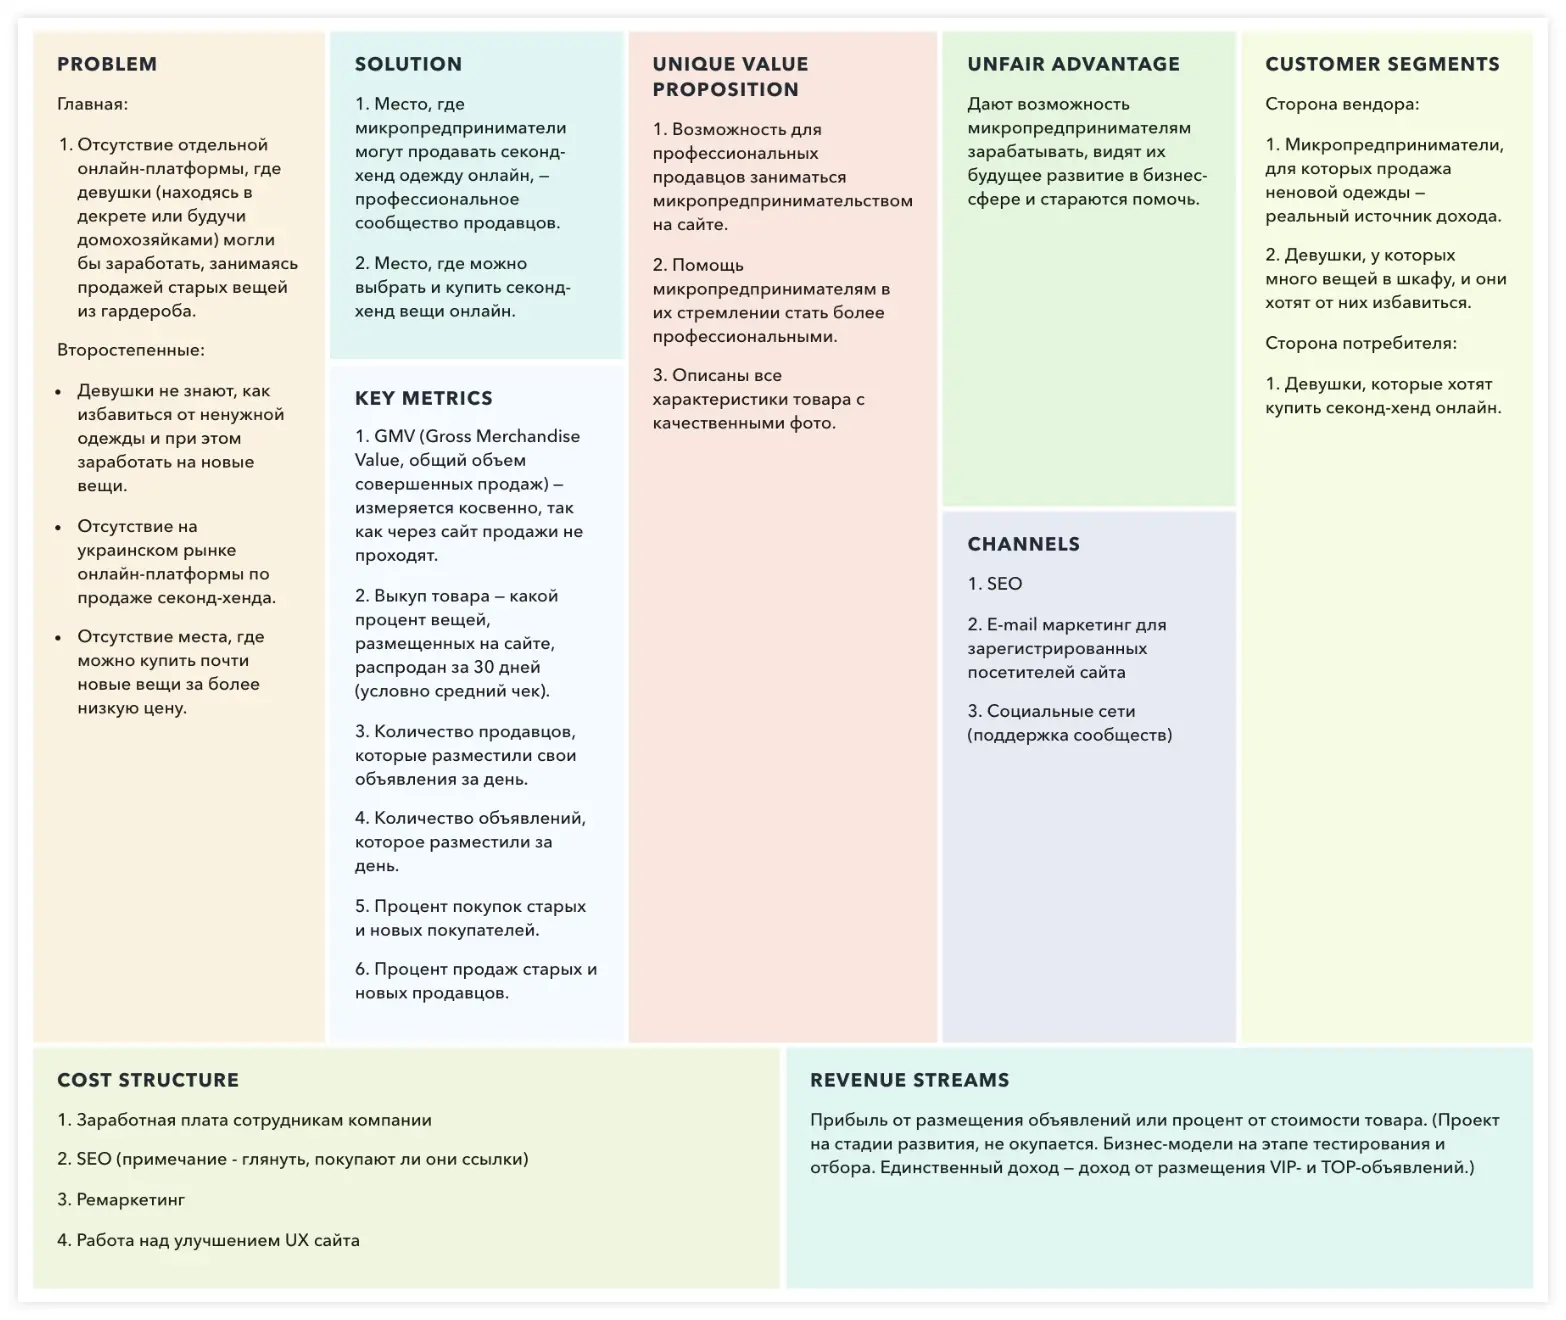 PROBLEM
Главная:
1. Отсутствие отдельной
онлайн-платформы, где
девушки (находясь в
декрете или будучи
домохозяйками) могли
бы заработать, занимаясь
продажей старых вещей
из гардероба.
Второстепенные:
• Девушки не знают, как
избавиться от ненужной
одежды и при этом
заработать на новые
вещи.
• Отсутствие на
украинском рынке
онлайн-платформы по
продаже секонд-хенда.
• Отсутствие места, где
можно купить почти
новые вещи за более
низкую цену.
SOLUTION
1. Место, где
микропредприниматели
могут продавать секонд-
хенд одежду онлайн, —
профессиональное
сообщество продавцов.
2. Место, где можно
выбрать и купить секонд-
хенд вещи онлайн.
KEY METRICS
1. GMV (Gross Merchandise
Value, общий объем
совершенных продаж) —
измеряется косвенно, так
как через сайт продажи не
проходят.
2. Выкуп товара — какой
процент вещей,
размещенных на сайте,
распродан за 30 дней
(условно средний чек).
3. Количество продавцов,
которые разместили свои
объявления за день.
4. Количество объявлений,
которое разместили за
день.
5. Процент покупок старых
и новых покупателей.
6. Процент продаж старых и
новых продавцов.
UNIQUE VALUE
PROPOSITION
1. Возможность для
профессиональных
продавцов заниматься
микропредпринимательством
на сайте.
2. Помощь
микропредпринимателям в
их стремлении стать более
профессиональными.
3. Описаны все
характеристики товара с
качественными фото.
UNFAIR ADVANTAGE
Дают возможность
микропредпринимателям
зарабатывать, видят их
будущее развитие в бизнес-
сфере и стараются помочь.
CHANNELS
1. SEO
2. E-mail маркетинг для
зарегистрированных
посетителей сайта
3. Социальные сети
(поддержка сообществ)
CUSTOMER SEGMENTS
Сторона вендора:
1. Микропредприниматели,
для которых продажа
неновой одежды —
реальный источник дохода.
2. Девушки, у которых
много вещей в шкафу, и они
хотят от них избавиться.
Сторона потребителя:
1. Девушки, которые хотят
купить секонд-хенд онлайн.
COST STRUCTURE
1. Заработная плата сотрудникам компании
2. SEO (примечание - глянуть, покупают ли они ссылки)
3. Ремаркетинг
4. Работа над улучшением UX сайта
REVENUE STREAMS
Прибыль от размещения объявлений или процент от стоимости товара. (Проект
на стадии развития, не окупается. Бизнес-модели на этапе тестирования и
отбора. Единственный доход — доход от размещения VIP- и TOP-объявлений.)